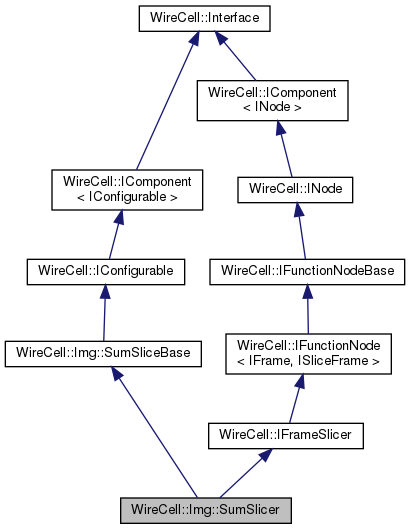 WireCell::Interface
WireCell::IComponent
< INode >
WireCell::IComponent
< IConfigurable >
WireCell::INode
WireCell::IConfigurable
WireCell::IFunctionNodeBase
WireCell::Img::SumSliceBase
WireCell::IFunctionNode
< IFrame, ISliceFrame >
WireCell::IFrameSlicer
WireCell::Img::SumSlicer